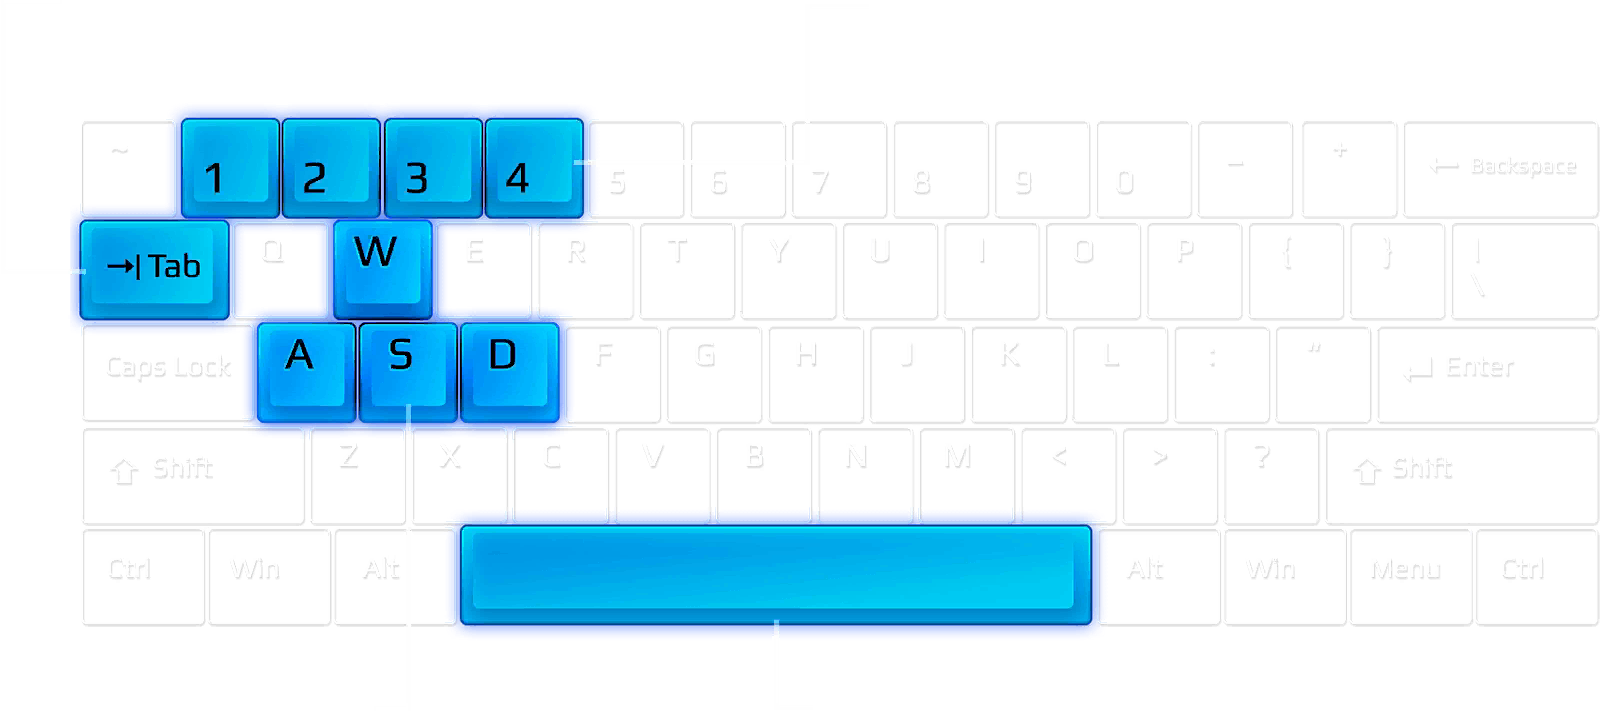 ~ 1 2 3 4 5 6 7 8 9 0 – + ← Backspace
→| Tab Q W E R T Y U I O P { } | \
Caps Lock A S D F G H J K L : " Enter
Shift Z X C V B N M < > ? Shift
Ctrl Win Alt Alt Win Menu Ctrl